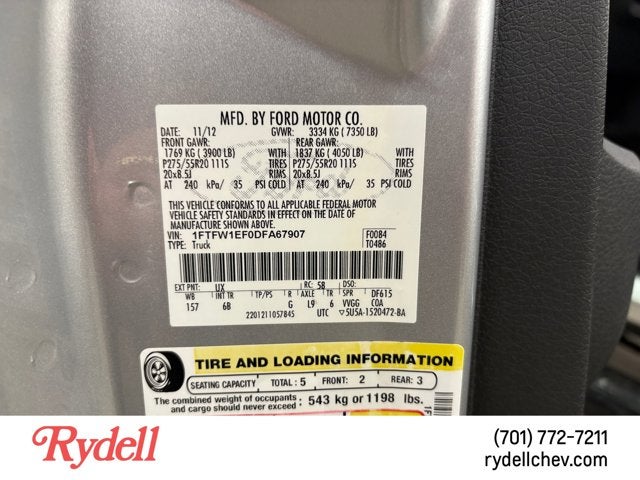 MFD. BY FORD MOTOR CO.
DATE: 11/12 GVWR: 3334 KG ( 7350 LB)
FRONT GAWR: REAR GAWR:
1769 KG ( 3900 LB) WITH 1837 KG ( 4050 LB) WITH
P275/55R20 111S TIRES P275/55R20 111S TIRES
20x8.5J RIMS 20x8.5J RIMS
AT 240 kPa/ 35 PSI COLD AT 240 kPa/ 35 PSI COLD
THIS VEHICLE CONFORMS TO ALL APPLICABLE FEDERAL MOTOR
VEHICLE SAFETY STANDARDS IN EFFECT ON THE DATE OF
MANUFACTURE SHOWN ABOVE.
VIN: 1FTFW1EF0DFA67907 F0084
TYPE: Truck T0486
EXT PNT: UX RC: 58 DSO:
WB INT TR TP/PS R AXLE TR SPR DF615
157 6B G L9 6 VVGG COA
2201211057845 UTC ▽5U5A-1520472-BA
TIRE AND LOADING INFORMATION
SEATING CAPACITY TOTAL : 5 FRONT: 2 REAR: 3
The combined weight of occupants
and cargo should never exceed: 543 kg or 1198 lbs.
Rydell
(701) 772-7211
rydellchev.com